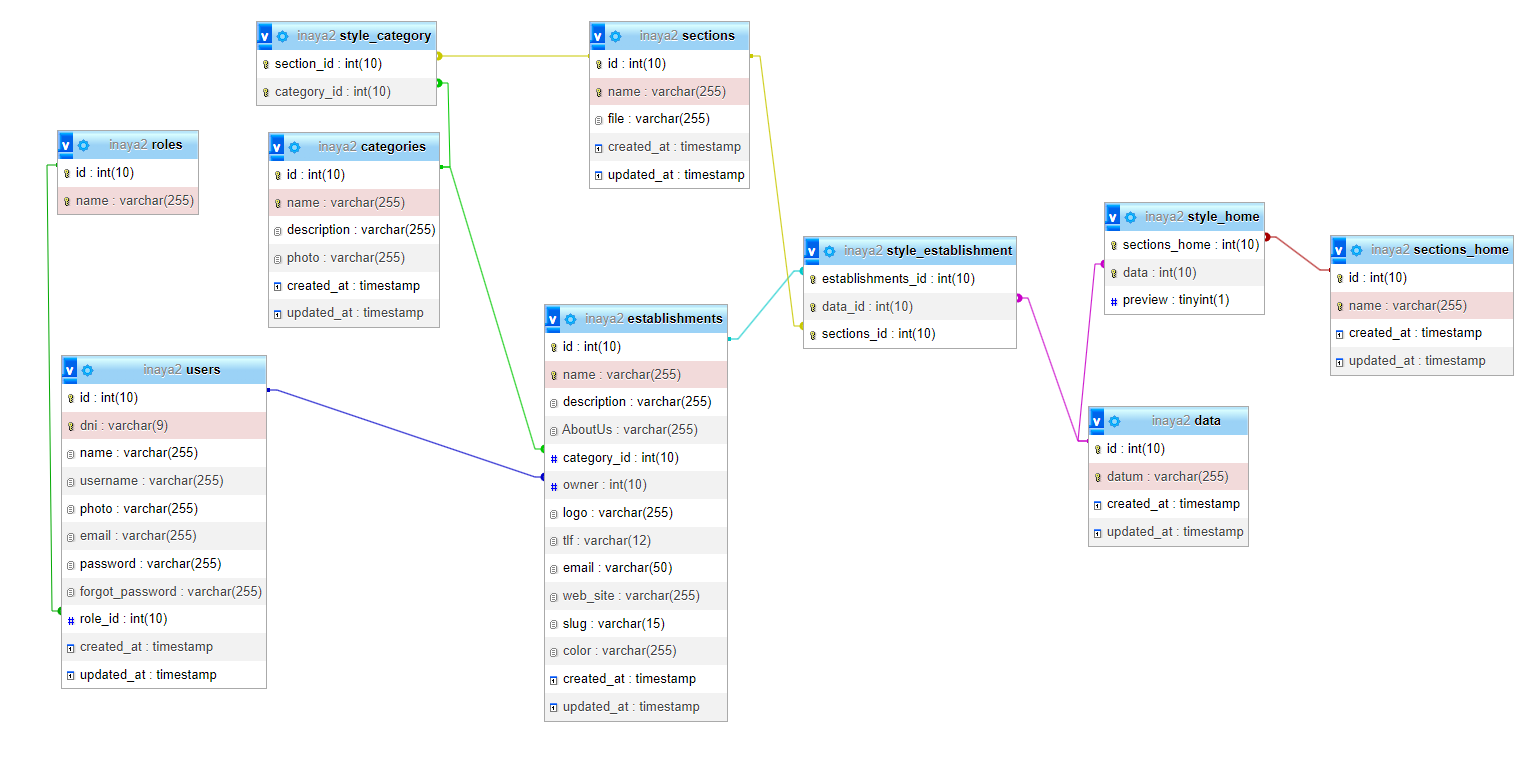 inaya2 style_category
section_id : int(10)
category_id : int(10)
inaya2 sections
id : int(10)
name : varchar(255)
file : varchar(255)
created_at : timestamp
updated_at : timestamp
inaya2 roles
id : int(10)
name : varchar(255)
inaya2 categories
id : int(10)
name : varchar(255)
description : varchar(255)
photo : varchar(255)
created_at : timestamp
updated_at : timestamp
inaya2 style_home
sections_home : int(10)
data : int(10)
preview : tinyint(1)
inaya2 sections_home
id : int(10)
name : varchar(255)
created_at : timestamp
updated_at : timestamp
inaya2 style_establishment
establishments_id : int(10)
data_id : int(10)
sections_id : int(10)
inaya2 establishments
id : int(10)
name : varchar(255)
description : varchar(255)
AboutUs : varchar(255)
category_id : int(10)
owner : int(10)
logo : varchar(255)
tlf : varchar(12)
email : varchar(50)
web_site : varchar(255)
slug : varchar(15)
color : varchar(255)
created_at : timestamp
updated_at : timestamp
inaya2 users
id : int(10)
dni : varchar(9)
name : varchar(255)
username : varchar(255)
photo : varchar(255)
email : varchar(255)
password : varchar(255)
forgot_password : varchar(255)
role_id : int(10)
created_at : timestamp
updated_at : timestamp
inaya2 data
id : int(10)
datum : varchar(255)
created_at : timestamp
updated_at : timestamp